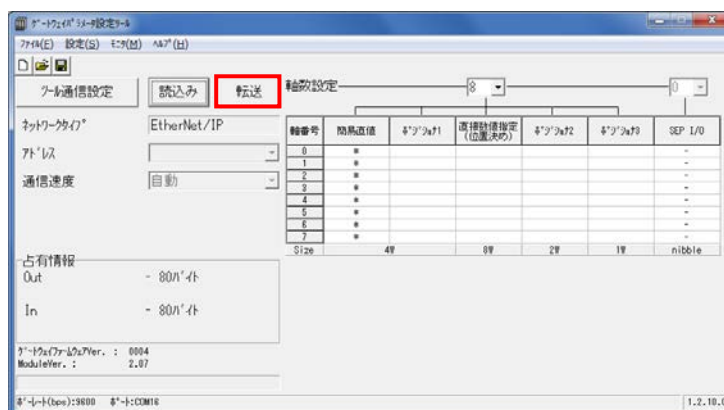 ｹﾞｰﾄｳｪｲﾊﾟﾗﾒｰﾀ設定ﾂｰﾙ
ﾌｧｲﾙ(F) 設定(S) ﾓﾆﾀ(M) ﾍﾙﾌﾟ(H)
ﾂｰﾙ通信設定 読込み 転送
軸数設定 8 0
ﾈｯﾄﾜｰｸﾀｲﾌﾟ EtherNet/IP
ｱﾄﾞﾚｽ
通信速度 自動
軸番号 簡易直値 ﾎﾟｼﾞｼｮﾅ1 直接数値指定(位置決め) ﾎﾟｼﾞｼｮﾅ2 ﾎﾟｼﾞｼｮﾅ3 SEP I/O
0 * -
1 * -
2 * -
3 * -
4 * -
5 * -
6 * -
7 * -
Size 4W 8W 2W 1W nibble
占有情報
Out - 80ﾊﾞｲﾄ
In - 80ﾊﾞｲﾄ
ｹﾞｰﾄｳｪｲﾌｧｰﾑｳｪｱVer. : 0004
ModuleVer. : 2.07
ﾎﾞｰﾚｰﾄ(bps):9600 ﾎﾟｰﾄ:COM16
1.2.10.